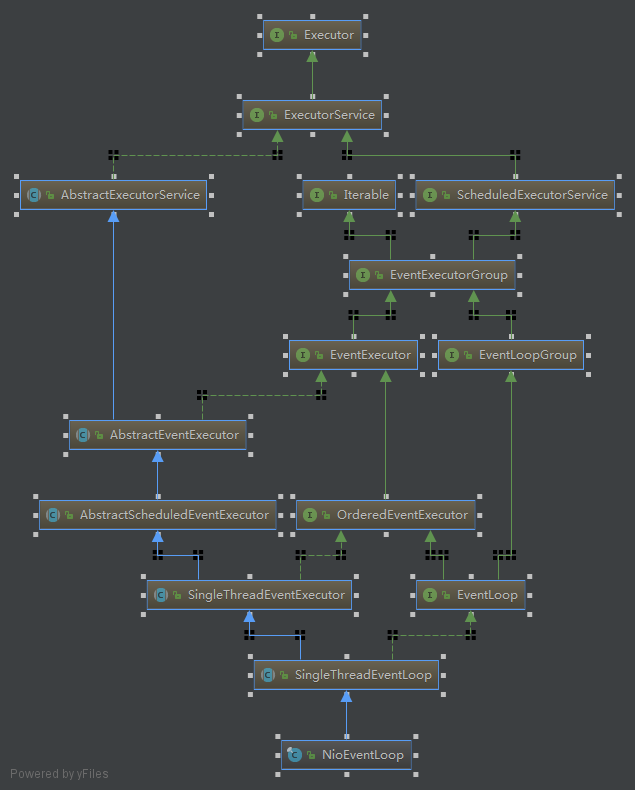 I Executor
I ExecutorService
C AbstractExecutorService
I Iterable
I ScheduledExecutorService
I EventExecutorGroup
I EventExecutor
I EventLoopGroup
C AbstractEventExecutor
C AbstractScheduledEventExecutor
I OrderedEventExecutor
C SingleThreadEventExecutor
I EventLoop
C SingleThreadEventLoop
C NioEventLoop
Powered by yFiles